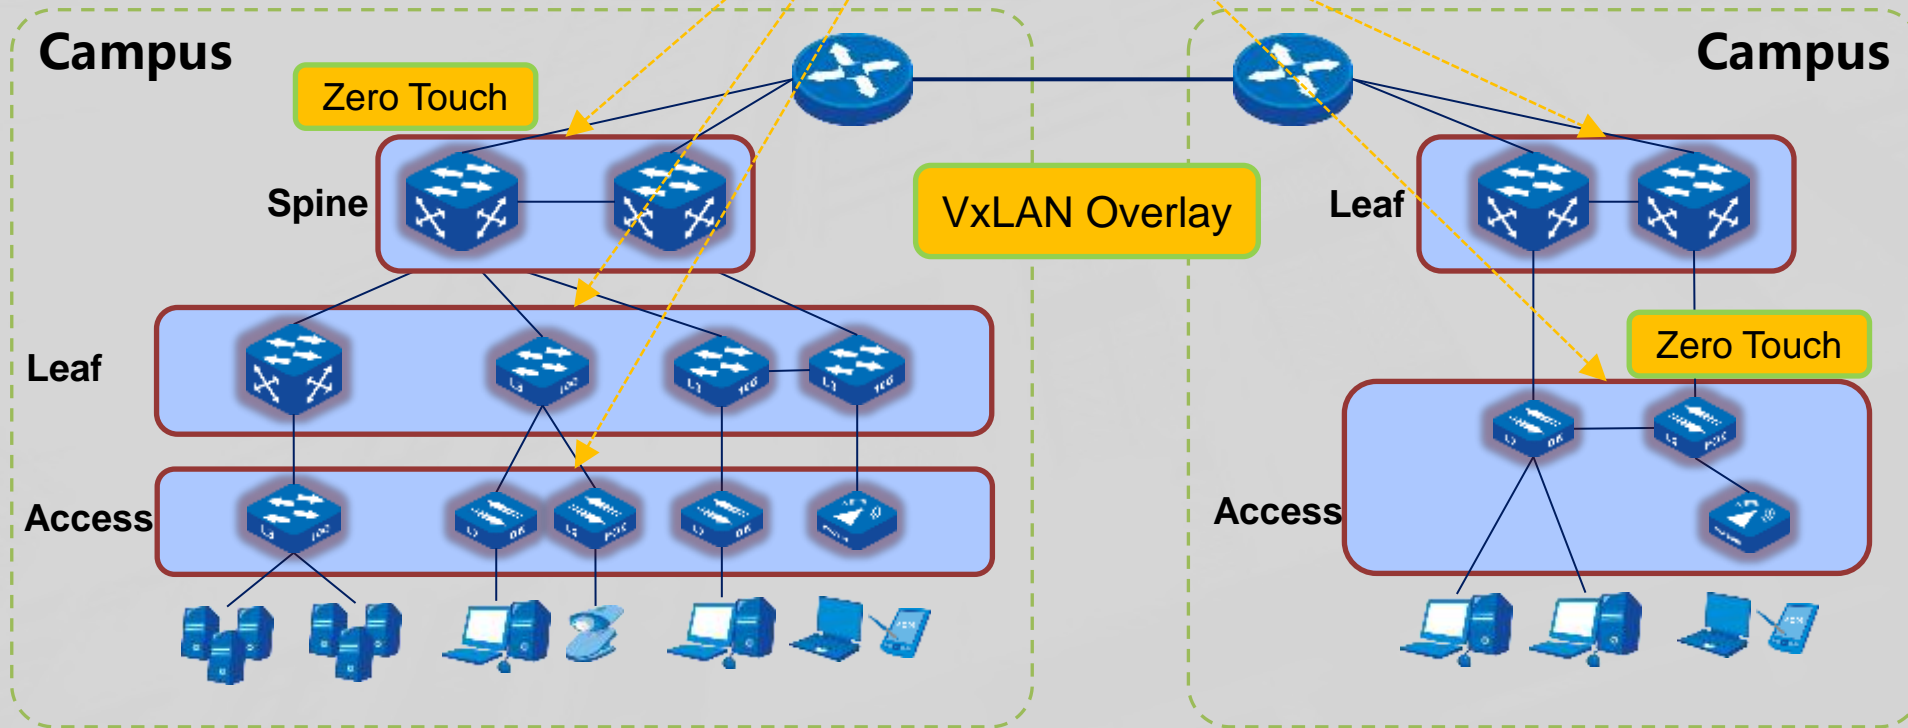 Campus
Campus
Zero Touch
Spine
VxLAN Overlay
Leaf
Leaf
Zero Touch
Access
Access